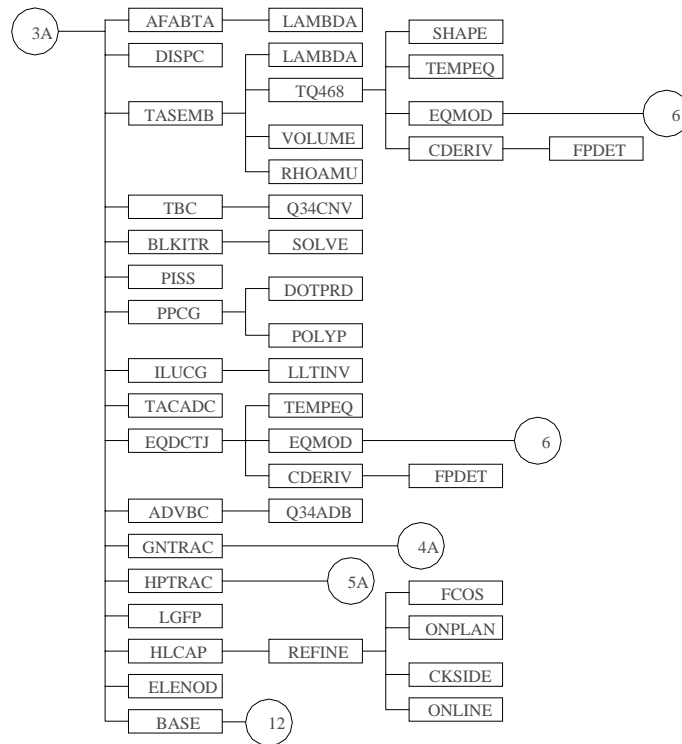 3A
AFABTA
LAMBDA
DISPC
TASEMB
LAMBDA
TQ468
SHAPE
TEMPEQ
EQMOD
6
CDERIV
FPDET
VOLUME
RHOAMU
TBC
Q34CNV
BLKITR
SOLVE
PISS
PPCG
DOTPRD
POLYP
ILUCG
LLTINV
TACADC
EQDCTJ
TEMPEQ
EQMOD
6
CDERIV
FPDET
ADVBC
Q34ADB
GNTRAC
4A
HPTRAC
5A
LGFP
HLCAP
REFINE
FCOS
ONPLAN
CKSIDE
ONLINE
ELENOD
BASE
12